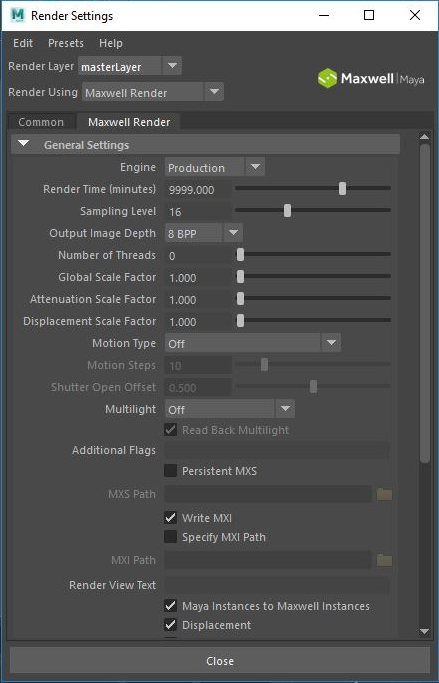 Render Settings
Edit Presets Help
Render Layer masterLayer
Render Using Maxwell Render
Maxwell | Maya
Common Maxwell Render
General Settings
Engine Production
Render Time (minutes) 9999.000
Sampling Level 16
Output Image Depth 8 BPP
Number of Threads 0
Global Scale Factor 1.000
Attenuation Scale Factor 1.000
Displacement Scale Factor 1.000
Motion Type Off
Motion Steps 10
Shutter Open Offset 0.500
Multilight Off
Read Back Multilight
Additional Flags
Persistent MXS
MXS Path
Write MXI
Specify MXI Path
MXI Path
Render View Text
Maya Instances to Maxwell Instances
Displacement
Close